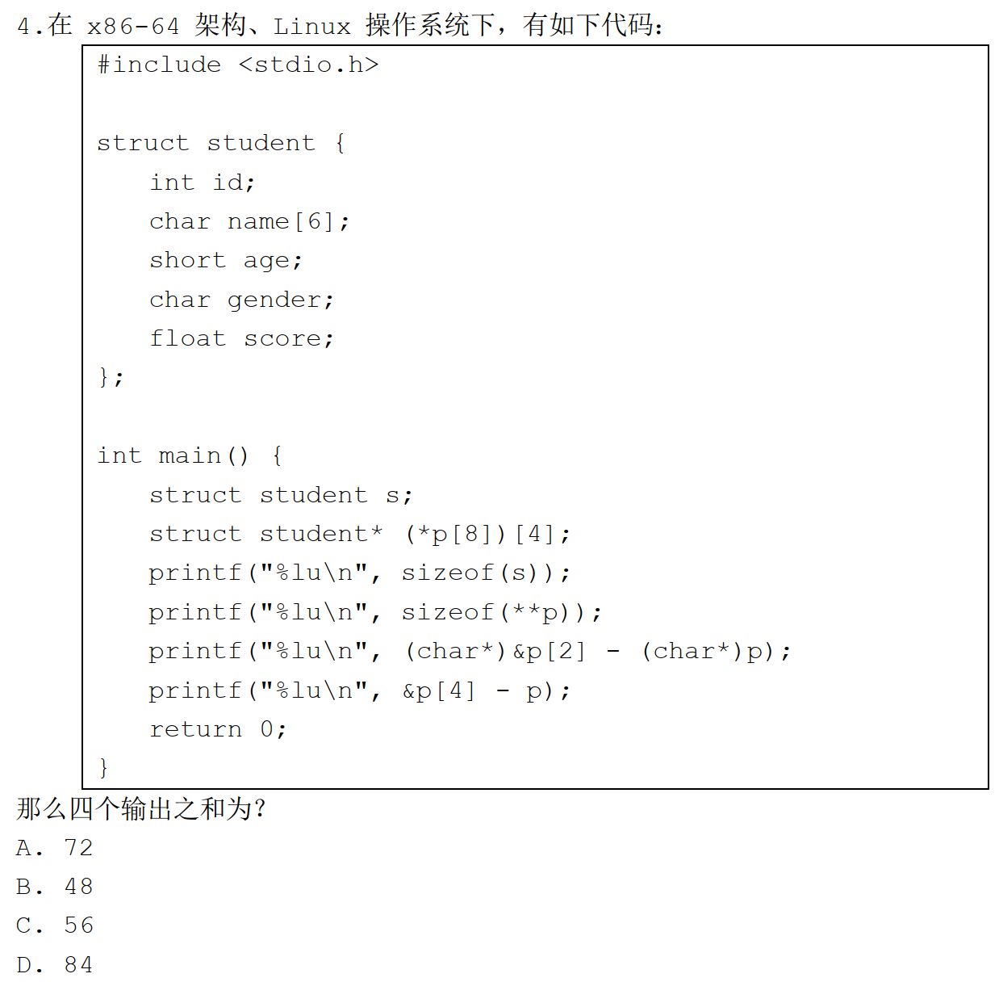 4.在 x86-64 架构、Linux 操作系统下，有如下代码：
#include <stdio.h>
struct student {
int id;
char name[6];
short age;
char gender;
float score;
};
int main() {
struct student s;
struct student* (*p[8])[4];
printf("%lu\n", sizeof(s));
printf("%lu\n", sizeof(**p));
printf("%lu\n", (char*)&p[2] - (char*)p);
printf("%lu\n", &p[4] - p);
return 0;
}
那么四个输出之和为？
A. 72
B. 48
C. 56
D. 84